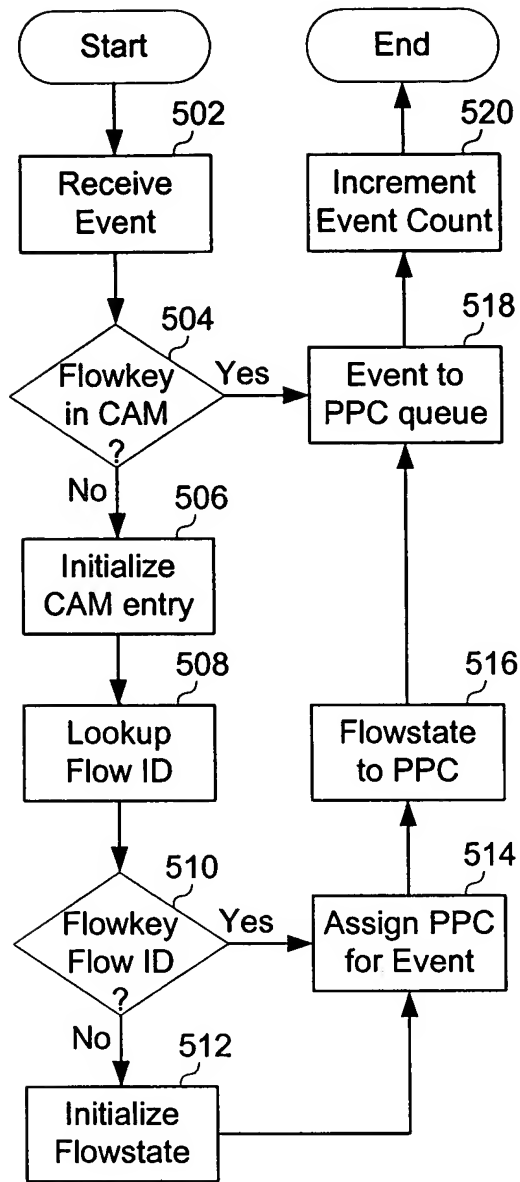 Start
502
Receive
Event
504
Flowkey
in CAM
?
Yes
No
506
Initialize
CAM entry
508
Lookup
Flow ID
510
Flowkey
Flow ID
?
Yes
No
512
Initialize
Flowstate
514
Assign PPC
for Event
516
Flowstate
to PPC
518
Event to
PPC queue
520
Increment
Event Count
End